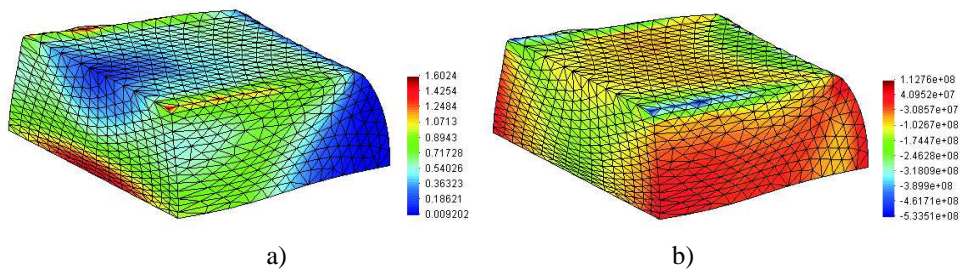 1.6024
1.4254
1.2484
1.0713
0.8943
0.71728
0.54026
0.36323
0.18621
0.009202
1.1276e+08
4.0952e+07
-3.0857e+07
-1.0267e+08
-1.7447e+08
-2.4628e+08
-3.1809e+08
-3.899e+08
-4.6171e+08
-5.3351e+08
a)
b)